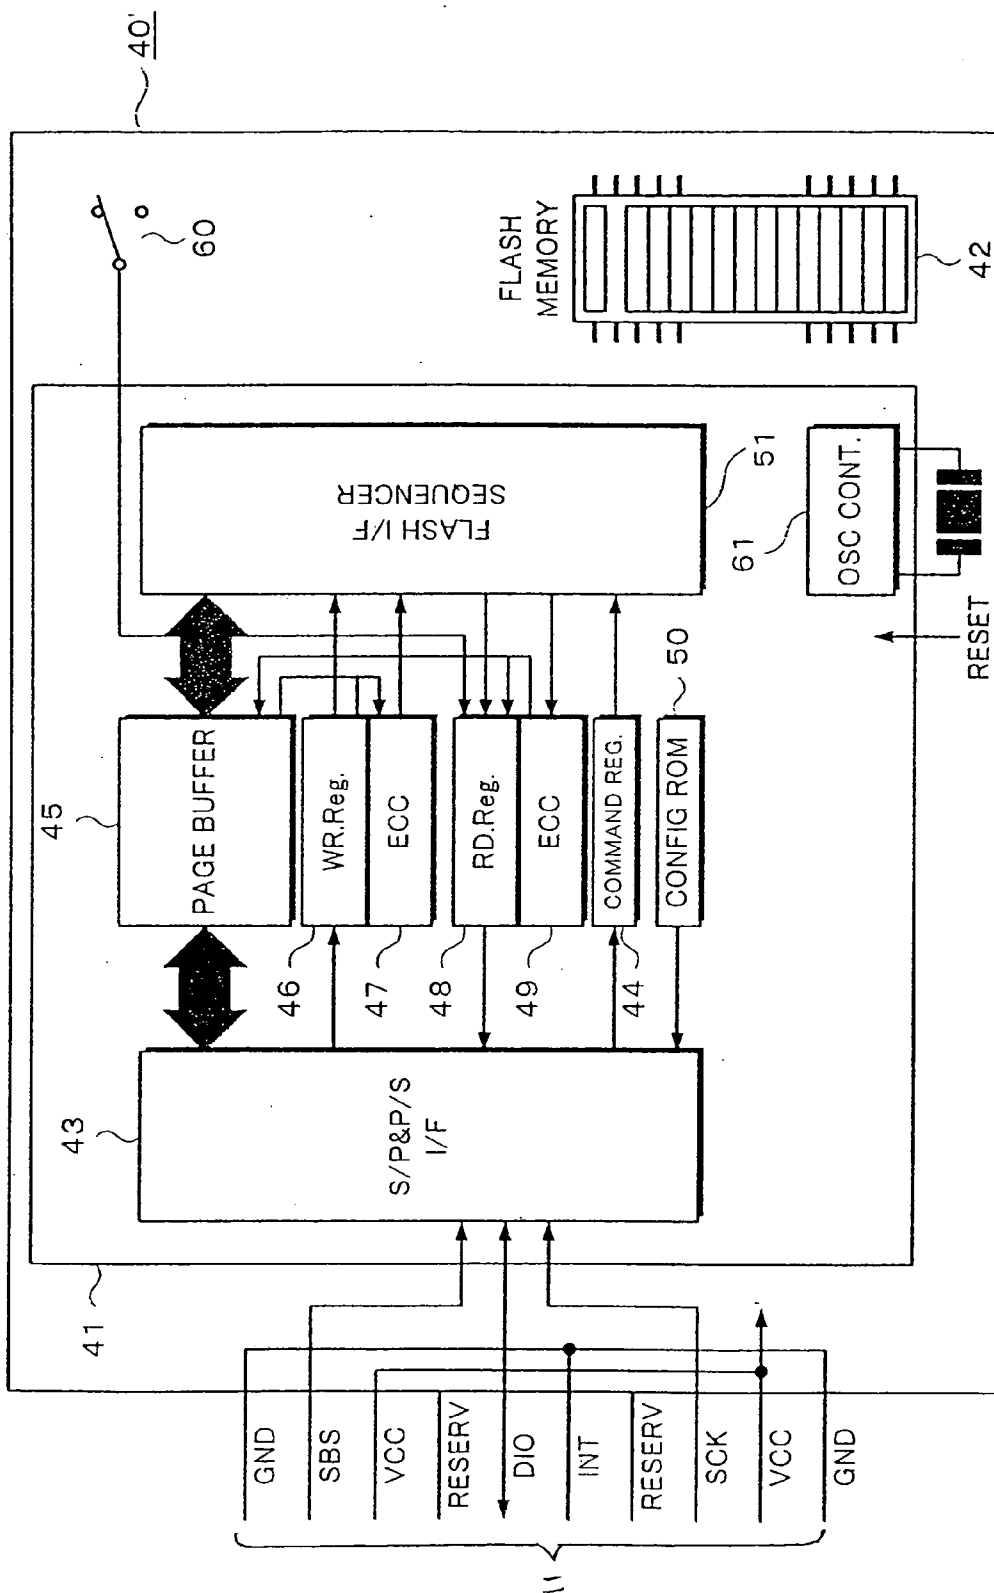 40'
60
FLASH
MEMORY
42
FLASH I/F
SEQUENCER
51
61
OSC CONT.
RESET
45
PAGE BUFFER
46
WR.Reg.
47
ECC
48
RD.Reg.
49
ECC
44
COMMAND REG.
50
CONFIG ROM
43
S/P&P/S
I/F
41
GND
SBS
VCC
RESERV
DIO
INT
RESERV
SCK
VCC
GND
11